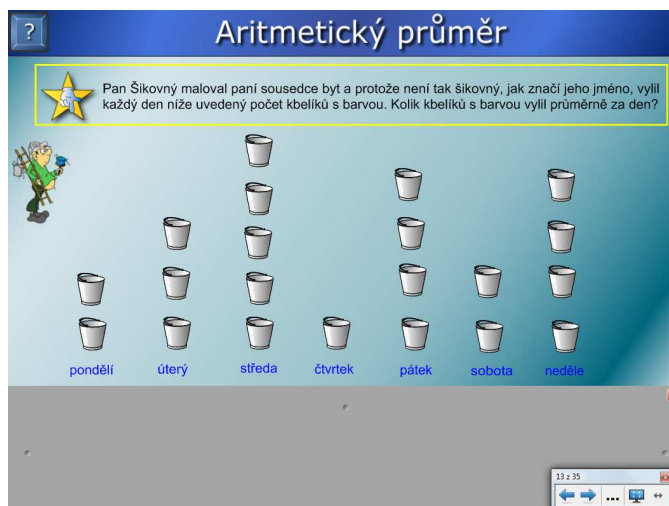 ?
Aritmetický průměr
Pan Šikovný maloval paní sousedce byt a protože není tak šikovný, jak značí jeho jméno, vylil
každý den níže uvedený počet kbelíků s barvou. Kolik kbelíků s barvou vylil průměrně za den?
pondělí úterý středa čtvrtek pátek sobota neděle
13 z 35
...